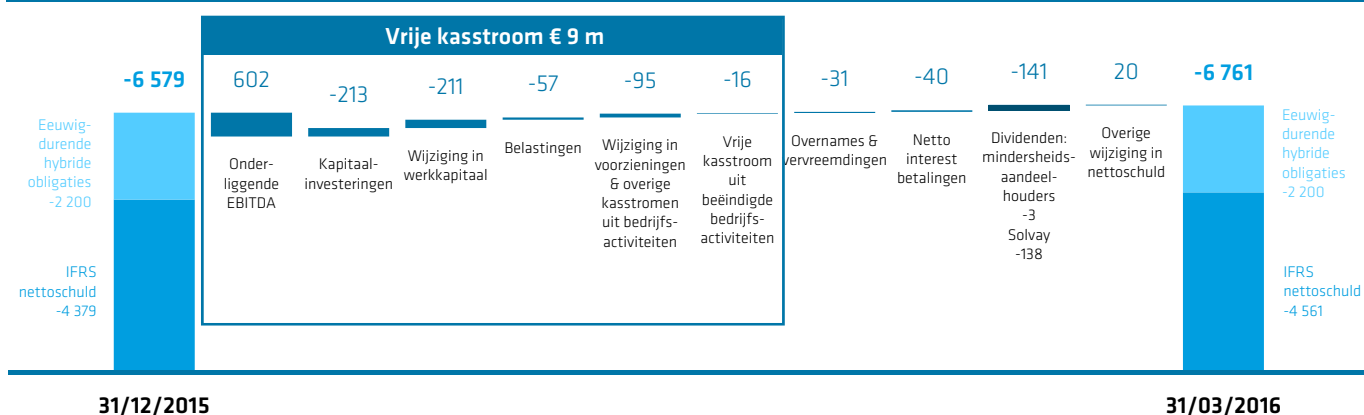 Vrije kasstroom € 9 m
-6 579
602
-213
-211
-57
-95
-16
-31
-40
-141
20
-6 761
Eeuwig-
durende
hybride
obligaties
-2 200
IFRS
nettoschuld
-4 379
Onder-
liggende
EBITDA
Kapitaal-
investeringen
Wijziging in
werkkapitaal
Belastingen
Wijziging in
voorzieningen
& overige
kasstromen
uit bedrijfs-
activiteiten
Vrije
kasstroom
uit
beëindigde
bedrijfs-
activiteiten
Overnames &
vervreemdingen
Netto
interest
betalingen
Dividenden:
mindersheids-
aandeel-
houders
-3
Solvay
-138
Overige
wijziging in
nettoschuld
Eeuwig-
durende
hybride
obligaties
-2 200
IFRS
nettoschuld
-4 561
31/12/2015
31/03/2016